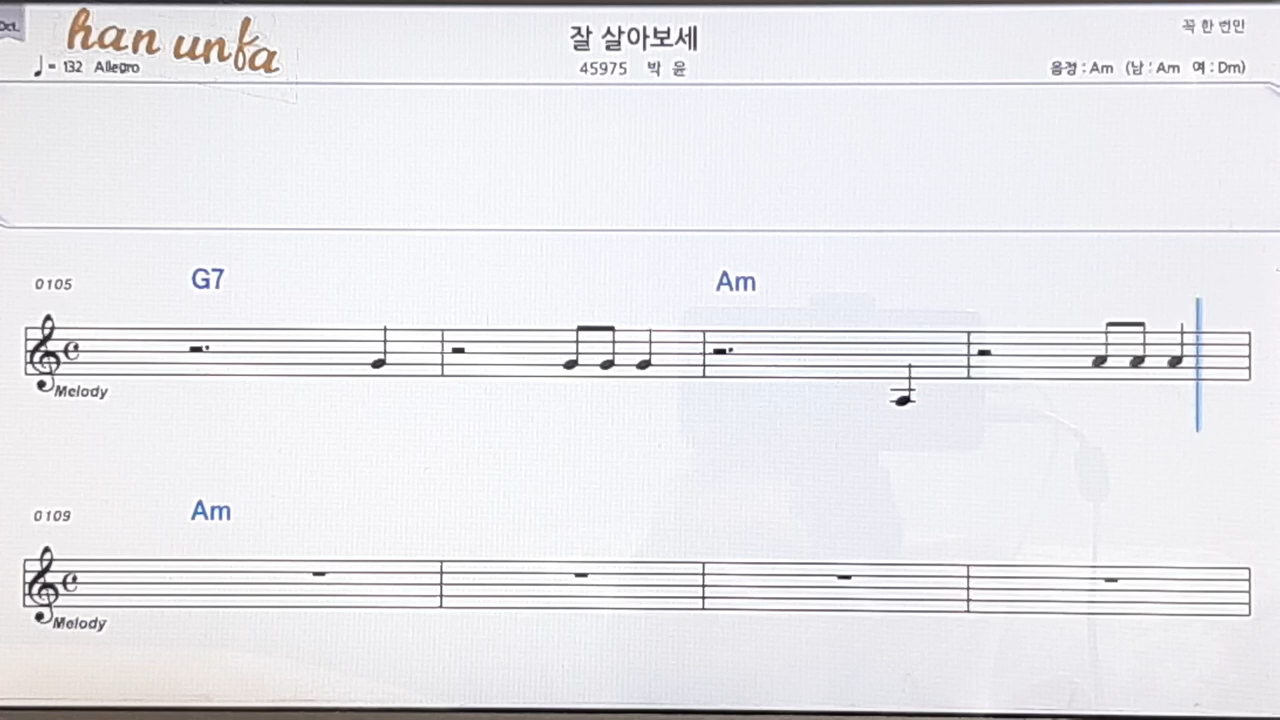 Oct.
han unfa
잘 살아보세
꼭 한 번민
♩= 132 Allegro
45975 박 윤
음정 : Am (남 : Am 여 : Dm)
0105
G7
Am
Melody
0109
Am
Melody